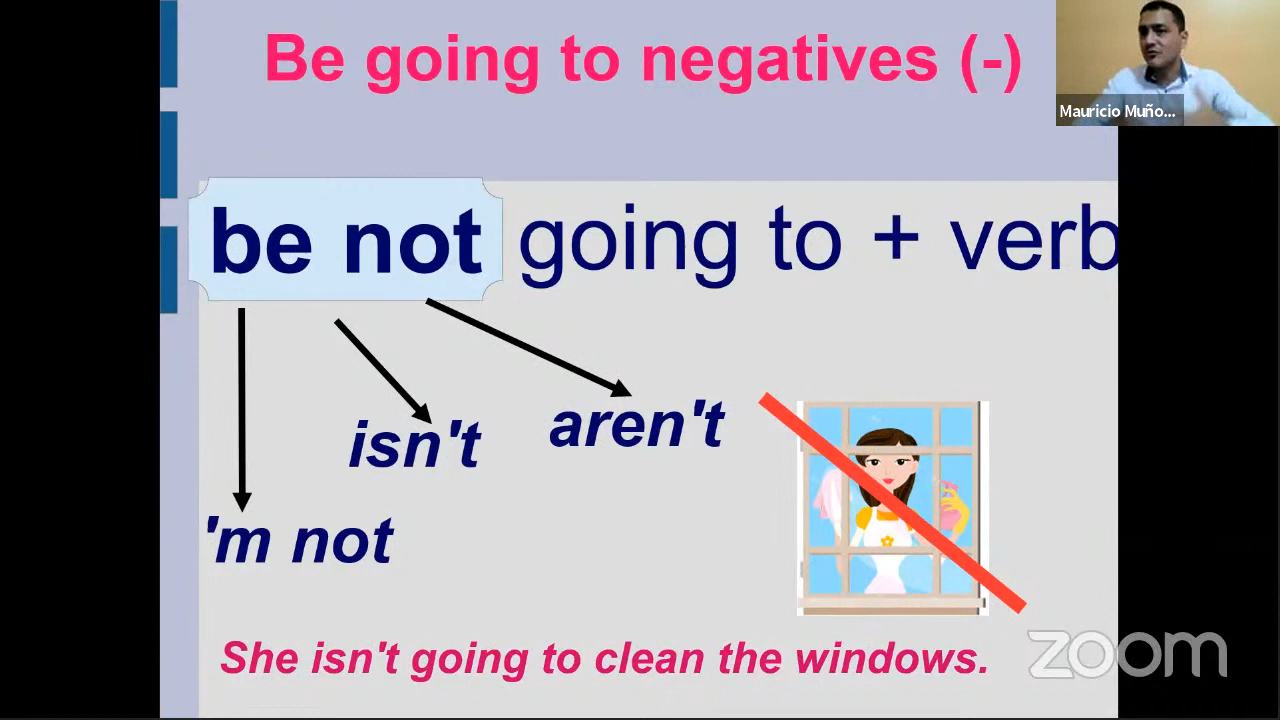 Be going to negatives (-)
Mauricio Muño...
be not going to + verb
isn't
aren't
'm not
She isn't going to clean the windows.
zoom